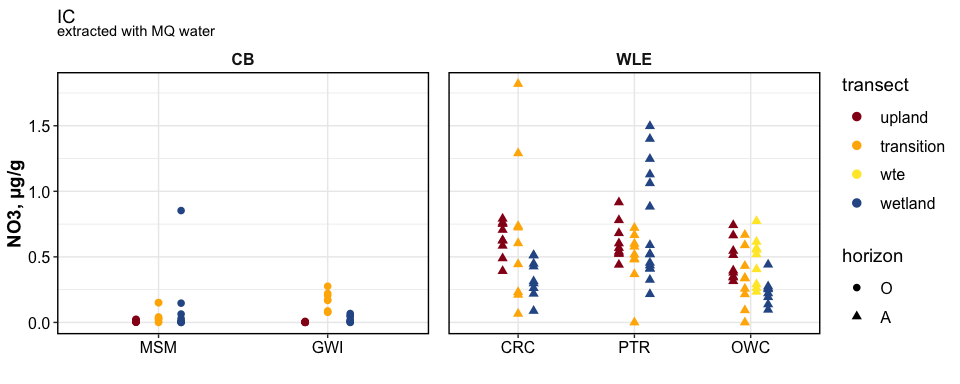 IC
extracted with MQ water
CB
WLE
NO3, μg/g
1.5
1.0
0.5
0.0
MSM
GWI
CRC
PTR
OWC
transect
upland
transition
wte
wetland
horizon
O
A